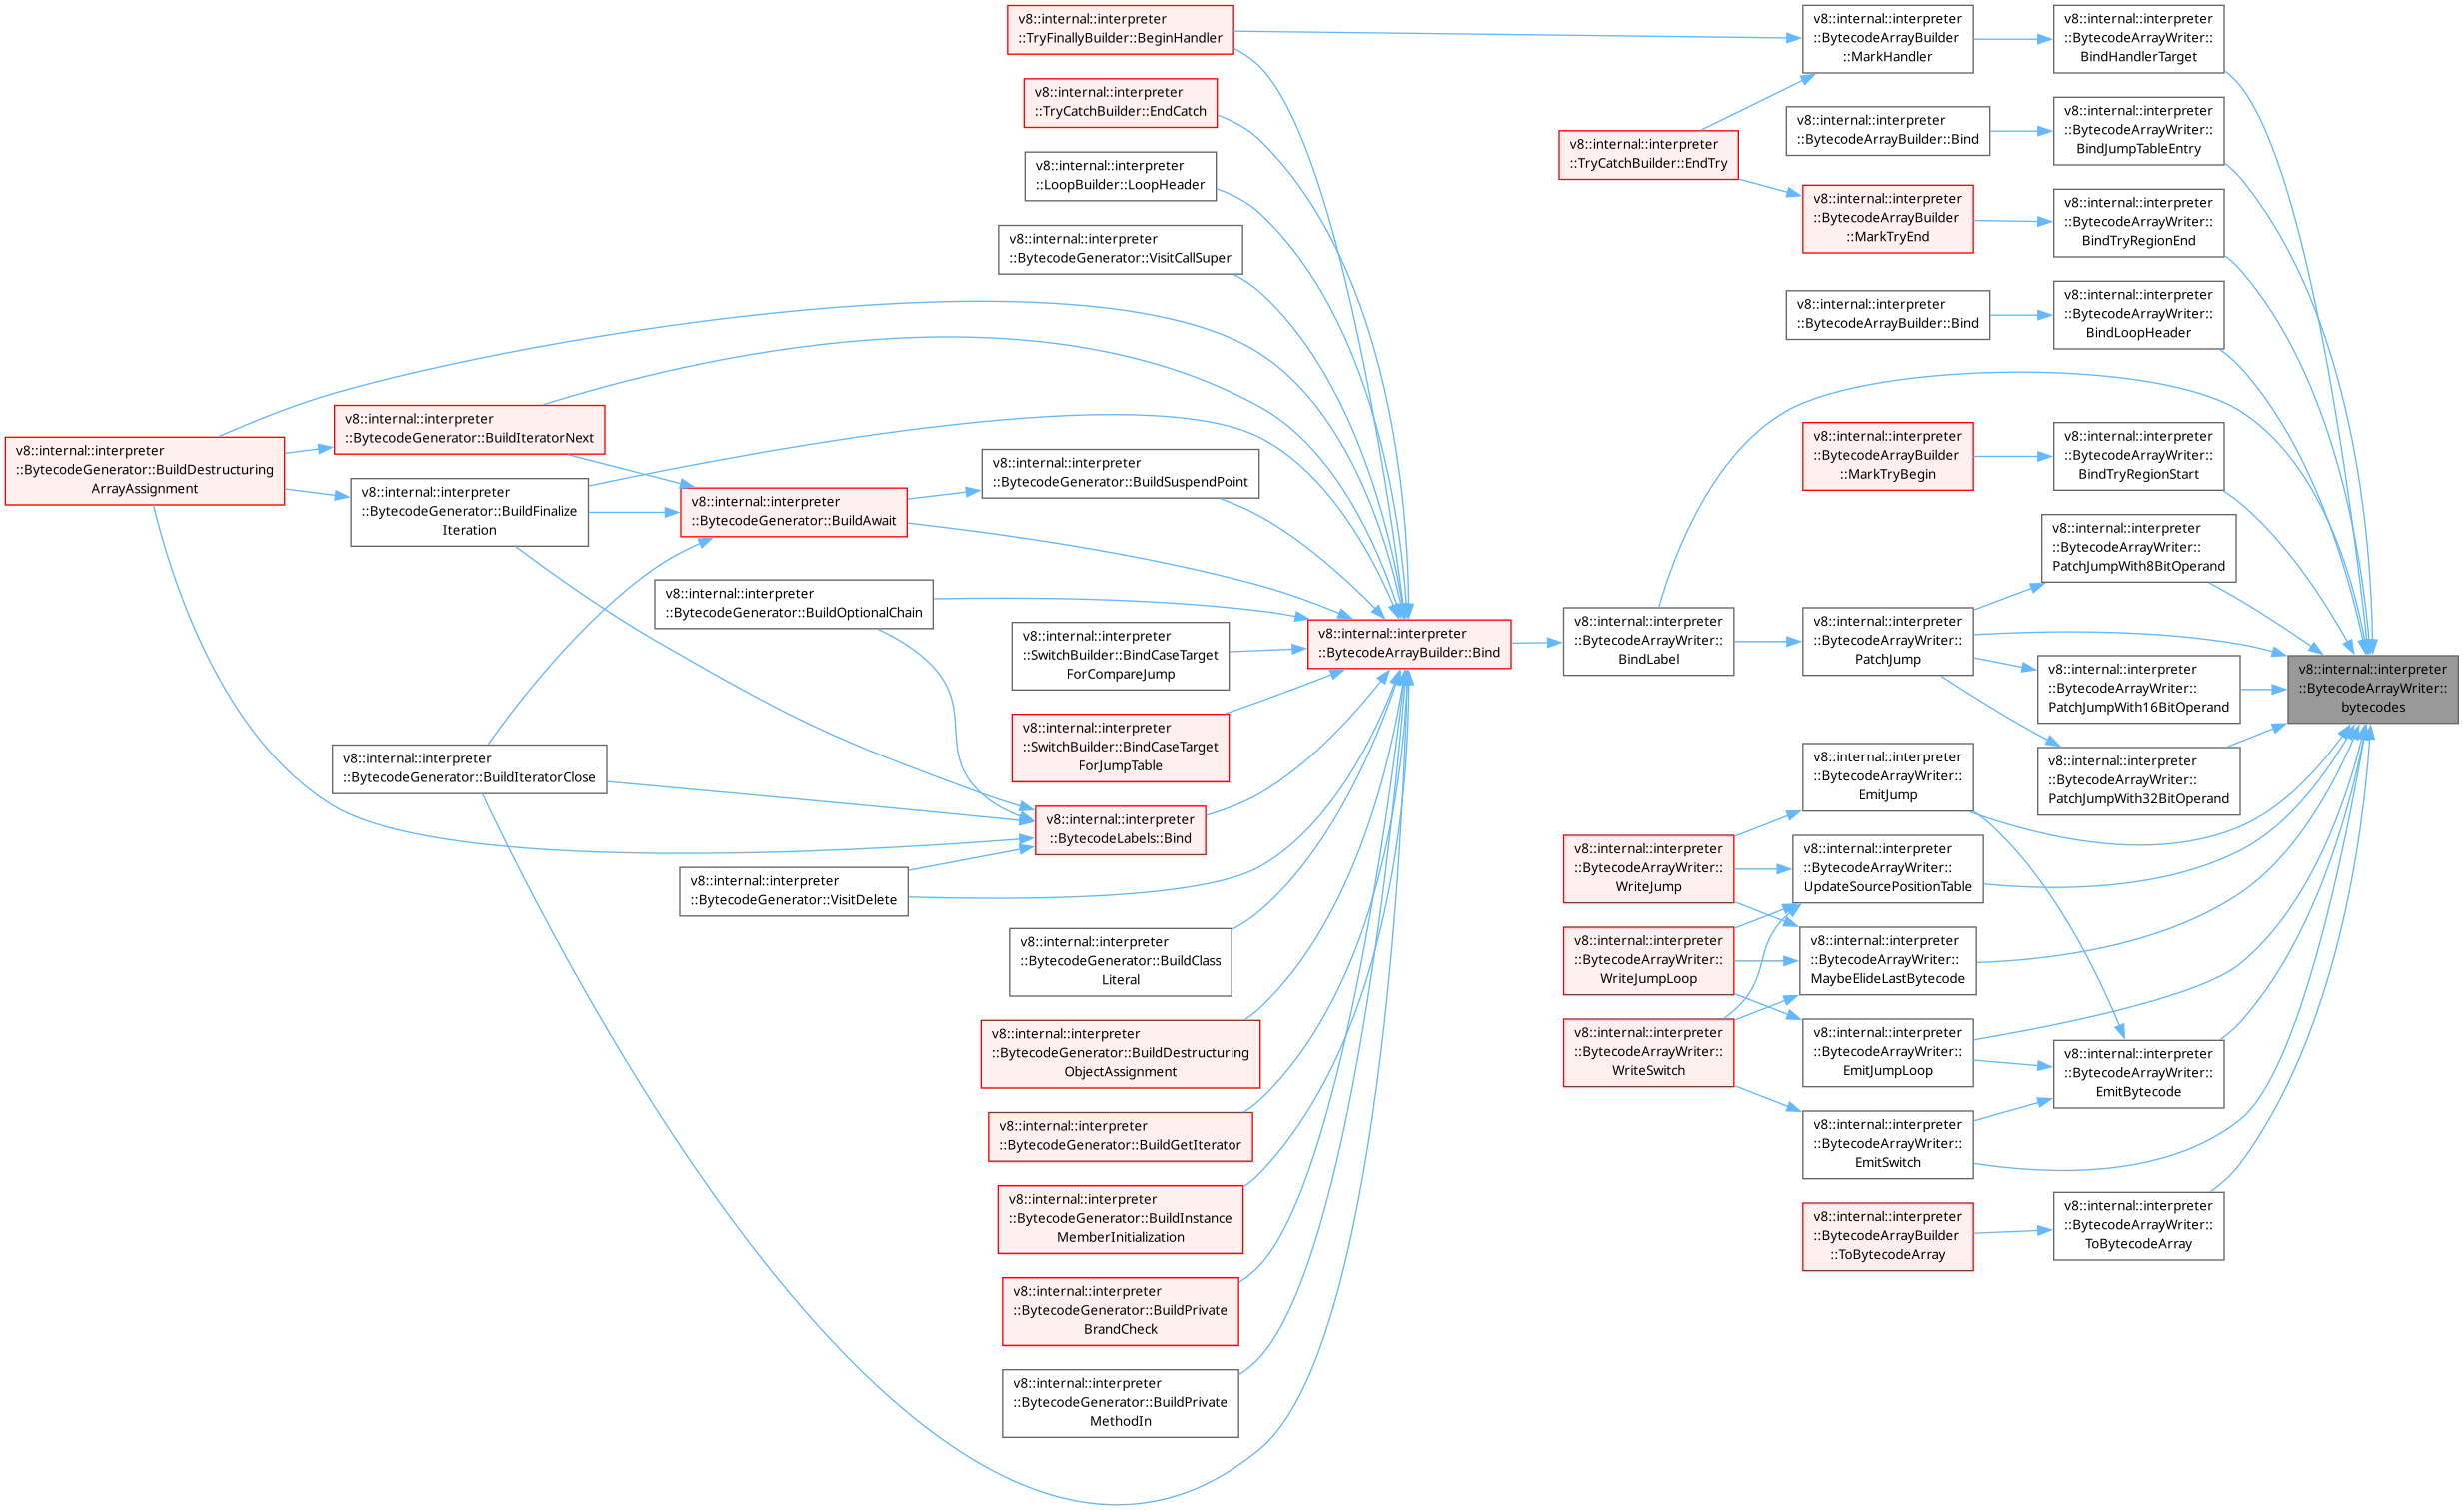 v8::internal::interpreter
::TryFinallyBuilder::BeginHandler
v8::internal::interpreter
::TryCatchBuilder::EndCatch
v8::internal::interpreter
::LoopBuilder::LoopHeader
v8::internal::interpreter
::BytecodeGenerator::VisitCallSuper
v8::internal::interpreter
::BytecodeGenerator::BuildDestructuring
ArrayAssignment
v8::internal::interpreter
::BytecodeGenerator::BuildIteratorNext
v8::internal::interpreter
::BytecodeGenerator::BuildFinalize
Iteration
v8::internal::interpreter
::BytecodeGenerator::BuildAwait
v8::internal::interpreter
::BytecodeGenerator::BuildSuspendPoint
v8::internal::interpreter
::BytecodeGenerator::BuildOptionalChain
v8::internal::interpreter
::SwitchBuilder::BindCaseTarget
ForCompareJump
v8::internal::interpreter
::SwitchBuilder::BindCaseTarget
ForJumpTable
v8::internal::interpreter
::BytecodeGenerator::BuildIteratorClose
v8::internal::interpreter
::BytecodeLabels::Bind
v8::internal::interpreter
::BytecodeGenerator::VisitDelete
v8::internal::interpreter
::BytecodeGenerator::BuildClass
Literal
v8::internal::interpreter
::BytecodeGenerator::BuildDestructuring
ObjectAssignment
v8::internal::interpreter
::BytecodeGenerator::BuildGetIterator
v8::internal::interpreter
::BytecodeGenerator::BuildInstance
MemberInitialization
v8::internal::interpreter
::BytecodeGenerator::BuildPrivate
BrandCheck
v8::internal::interpreter
::BytecodeGenerator::BuildPrivate
MethodIn
v8::internal::interpreter
::BytecodeArrayBuilder::Bind
v8::internal::interpreter
::TryCatchBuilder::EndTry
v8::internal::interpreter
::BytecodeArrayWriter::
BindLabel
v8::internal::interpreter
::BytecodeArrayWriter::
WriteJump
v8::internal::interpreter
::BytecodeArrayWriter::
WriteJumpLoop
v8::internal::interpreter
::BytecodeArrayWriter::
WriteSwitch
v8::internal::interpreter
::BytecodeArrayBuilder
::MarkHandler
v8::internal::interpreter
::BytecodeArrayBuilder::Bind
v8::internal::interpreter
::BytecodeArrayBuilder
::MarkTryEnd
v8::internal::interpreter
::BytecodeArrayBuilder::Bind
v8::internal::interpreter
::BytecodeArrayBuilder
::MarkTryBegin
v8::internal::interpreter
::BytecodeArrayWriter::
PatchJump
v8::internal::interpreter
::BytecodeArrayWriter::
EmitJump
v8::internal::interpreter
::BytecodeArrayWriter::
UpdateSourcePositionTable
v8::internal::interpreter
::BytecodeArrayWriter::
MaybeElideLastBytecode
v8::internal::interpreter
::BytecodeArrayWriter::
EmitJumpLoop
v8::internal::interpreter
::BytecodeArrayWriter::
EmitSwitch
v8::internal::interpreter
::BytecodeArrayBuilder
::ToBytecodeArray
v8::internal::interpreter
::BytecodeArrayWriter::
BindHandlerTarget
v8::internal::interpreter
::BytecodeArrayWriter::
BindJumpTableEntry
v8::internal::interpreter
::BytecodeArrayWriter::
BindTryRegionEnd
v8::internal::interpreter
::BytecodeArrayWriter::
BindLoopHeader
v8::internal::interpreter
::BytecodeArrayWriter::
BindTryRegionStart
v8::internal::interpreter
::BytecodeArrayWriter::
PatchJumpWith8BitOperand
v8::internal::interpreter
::BytecodeArrayWriter::
PatchJumpWith16BitOperand
v8::internal::interpreter
::BytecodeArrayWriter::
PatchJumpWith32BitOperand
v8::internal::interpreter
::BytecodeArrayWriter::
EmitBytecode
v8::internal::interpreter
::BytecodeArrayWriter::
ToBytecodeArray
v8::internal::interpreter
::BytecodeArrayWriter::
bytecodes